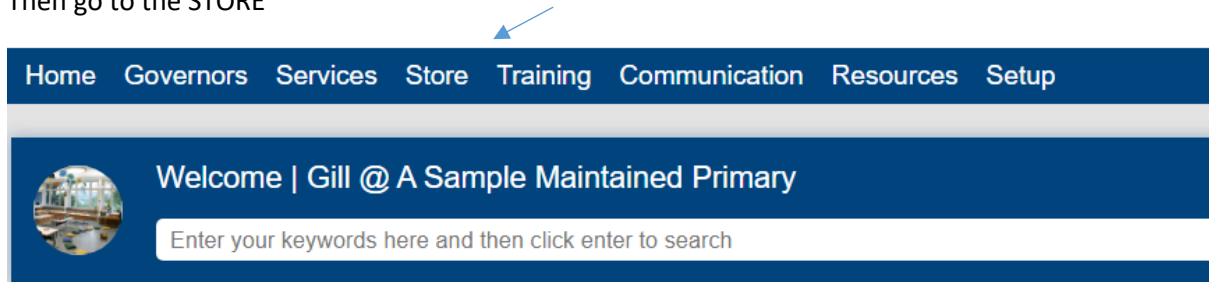 Then go to the STORE
Home Governors Services Store Training Communication Resources Setup
Welcome | Gill @ A Sample Maintained Primary
Enter your keywords here and then click enter to search